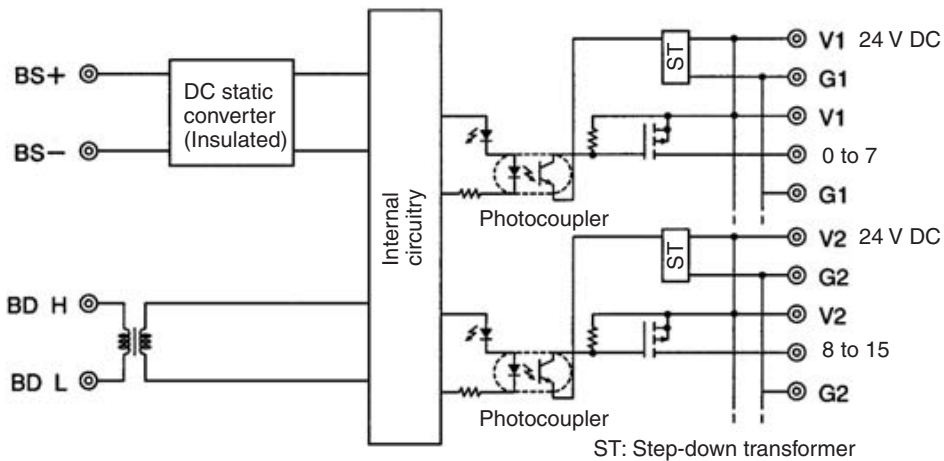 BS+
BS−
DC static
converter
(Insulated)
BD H
BD L
Internal
circuitry
Photocoupler
ST
V1 24 V DC
G1
V1
0 to 7
G1
Photocoupler
ST
V2 24 V DC
G2
V2
8 to 15
G2
ST: Step-down transformer